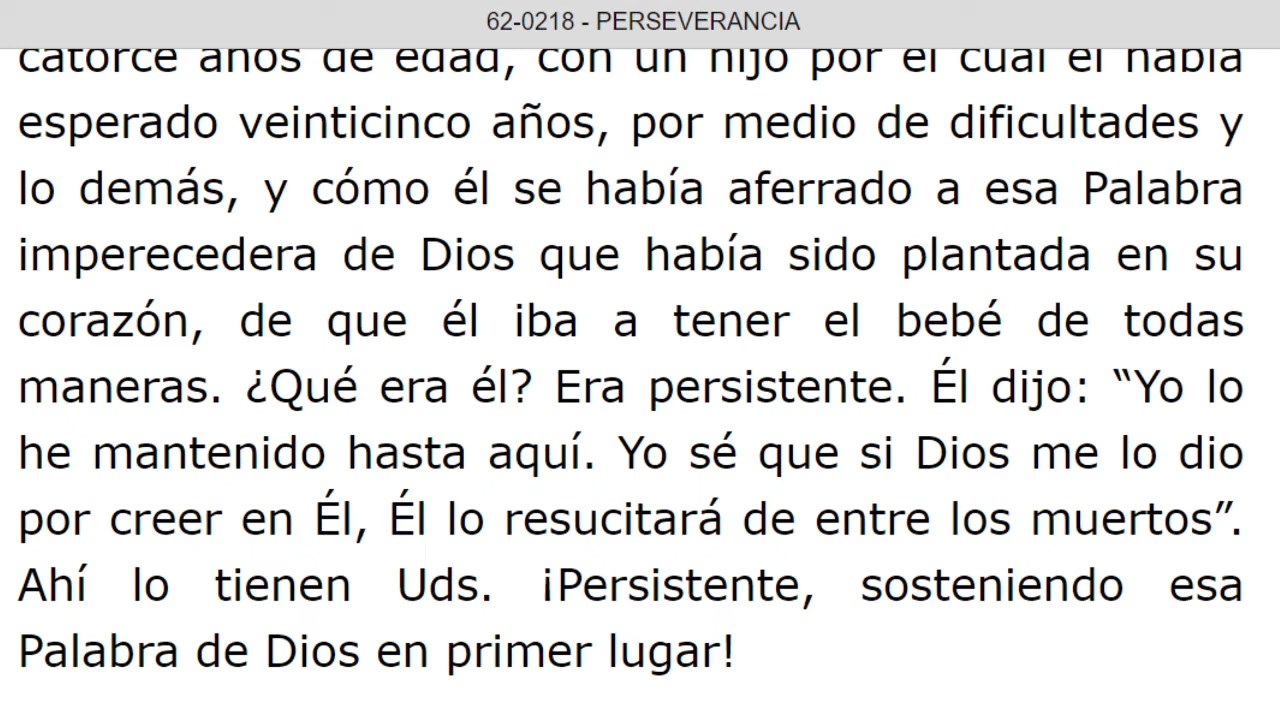 62-0218 - PERSEVERANCIA
catorce años de edad, con un hijo por el cual él había
esperado veinticinco años, por medio de dificultades y
lo demás, y cómo él se había aferrado a esa Palabra
imperecedera de Dios que había sido plantada en su
corazón, de que él iba a tener el bebé de todas
maneras. ¿Qué era él? Era persistente. Él dijo: “Yo lo
he mantenido hasta aquí. Yo sé que si Dios me lo dio
por creer en Él, Él lo resucitará de entre los muertos”.
Ahí lo tienen Uds. ¡Persistente, sosteniendo esa
Palabra de Dios en primer lugar!